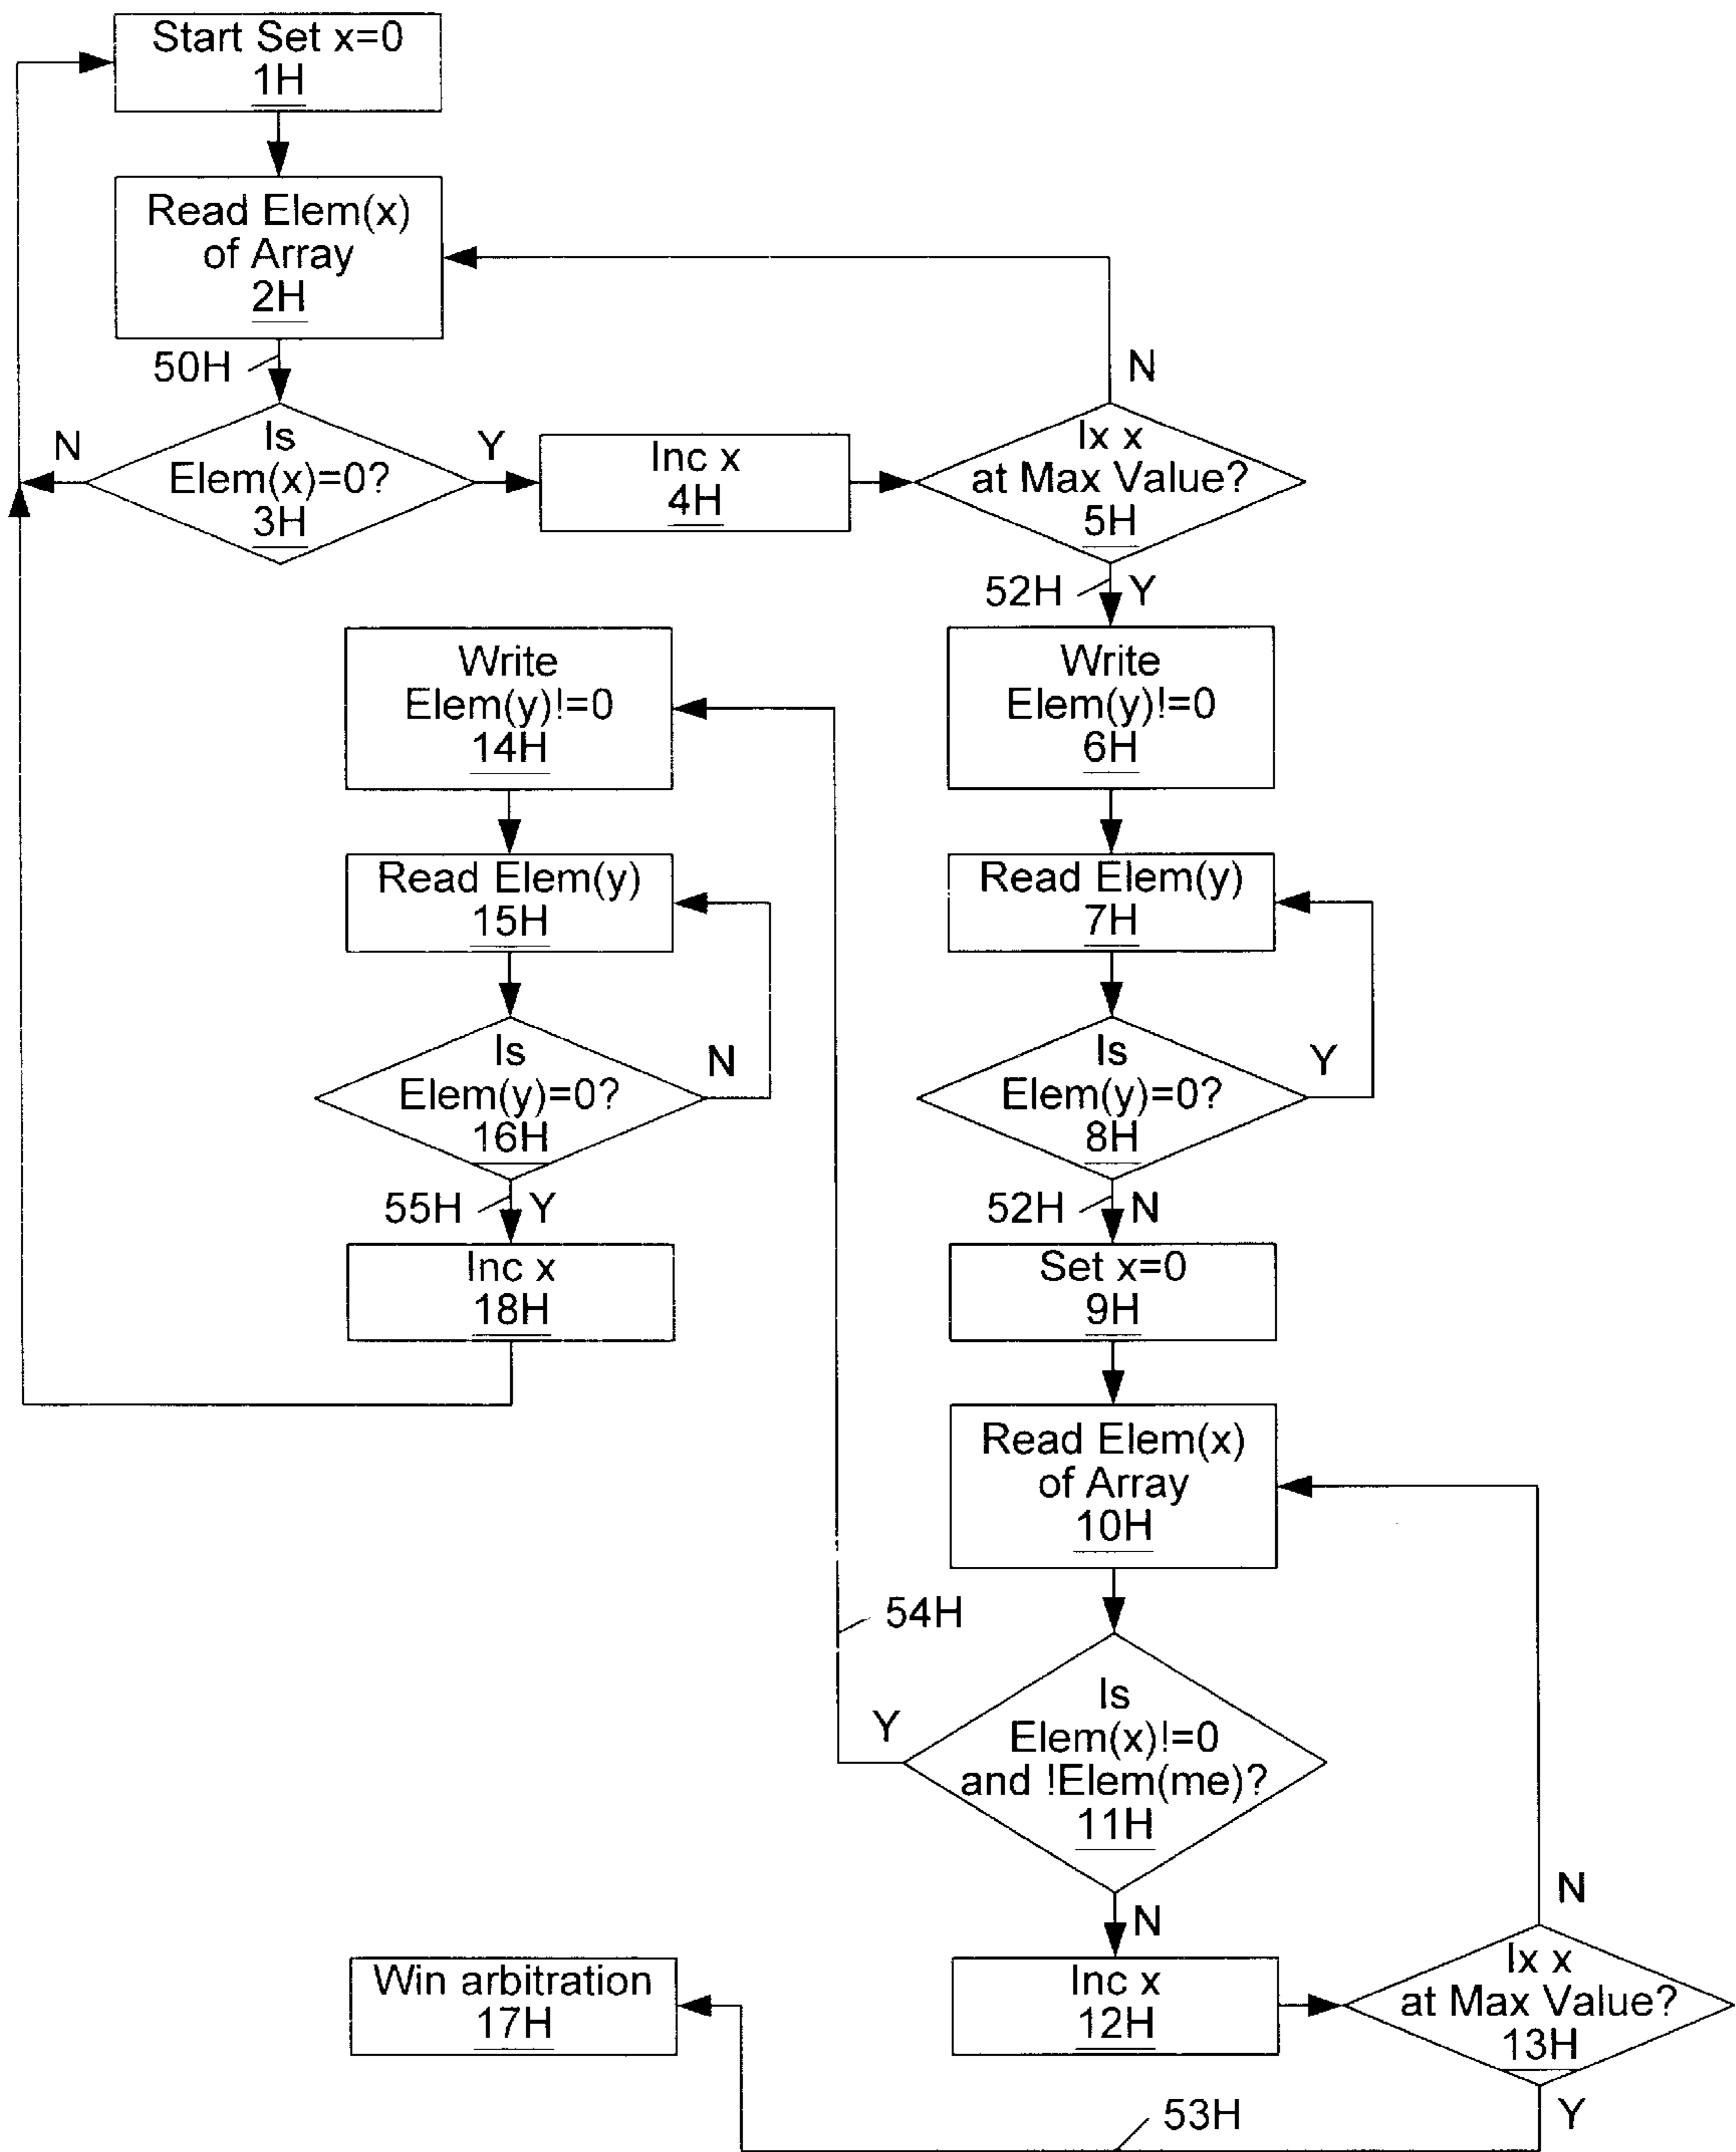 Start Set x=0
1H
Read Elem(x)
of Array
2H
50H
N
Is
Elem(x)=0?
3H
Y
Inc x
4H
Ix x
at Max Value?
5H
N
52H
Y
Write
Elem(y)!=0
14H
Write
Elem(y)!=0
6H
Read Elem(y)
15H
Read Elem(y)
7H
Is
Elem(y)=0?
16H
N
Is
Elem(y)=0?
8H
Y
55H
Y
52H
N
Inc x
18H
Set x=0
9H
Read Elem(x)
of Array
10H
54H
Y
Is
Elem(x)!=0
and !Elem(me)?
11H
N
N
Win arbitration
17H
Inc x
12H
Ix x
at Max Value?
13H
53H
Y